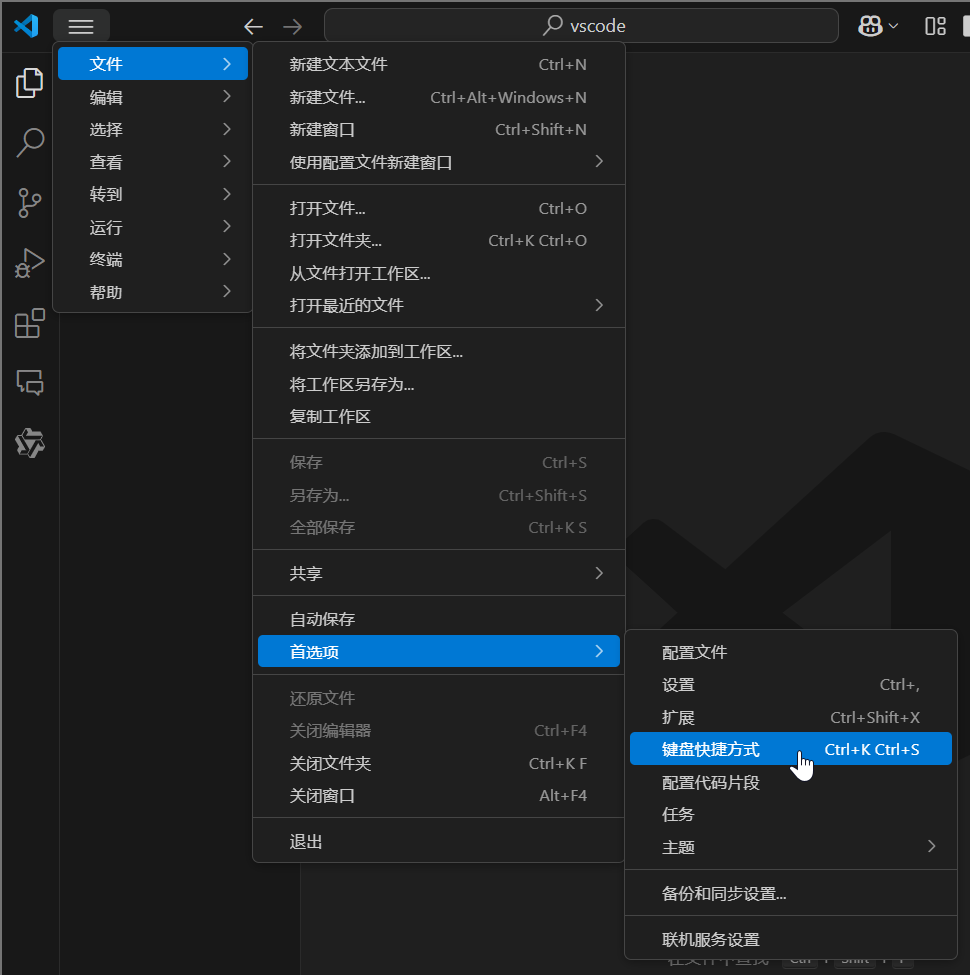 vscode
文件
编辑
选择
查看
转到
运行
终端
帮助
新建文本文件 Ctrl+N
新建文件... Ctrl+Alt+Windows+N
新建窗口 Ctrl+Shift+N
使用配置文件新建窗口
打开文件... Ctrl+O
打开文件夹... Ctrl+K Ctrl+O
从文件打开工作区...
打开最近的文件
将文件夹添加到工作区...
将工作区另存为...
复制工作区
保存 Ctrl+S
另存为... Ctrl+Shift+S
全部保存 Ctrl+K S
共享
自动保存
首选项
还原文件
关闭编辑器 Ctrl+F4
关闭文件夹 Ctrl+K F
关闭窗口 Alt+F4
退出
配置文件
设置 Ctrl+,
扩展 Ctrl+Shift+X
键盘快捷方式 Ctrl+K Ctrl+S
配置代码片段
任务
主题
备份和同步设置...
联机服务设置